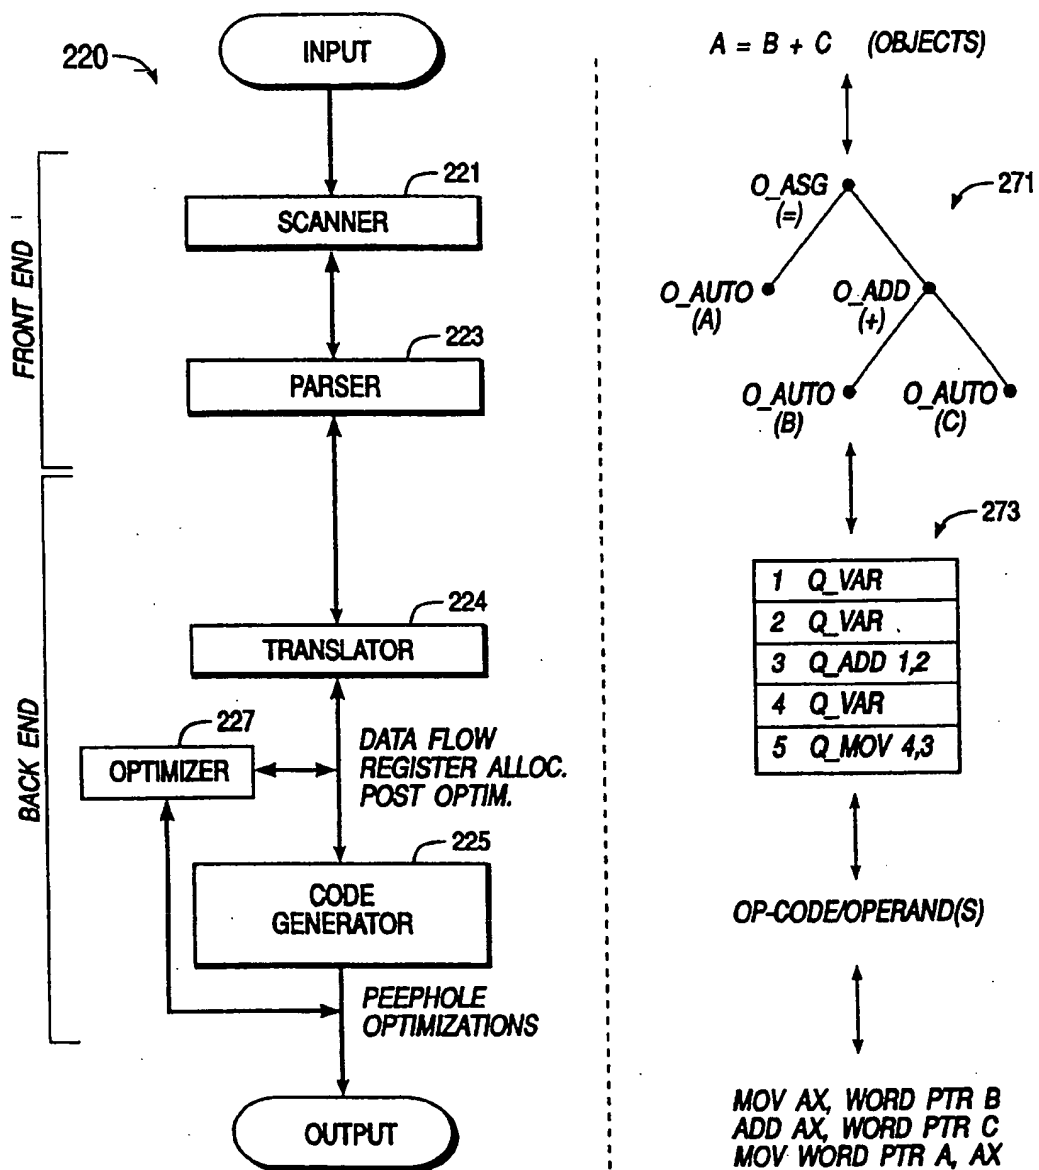 220
INPUT
221
SCANNER
223
PARSER
FRONT END
224
TRANSLATOR
227
OPTIMIZER
DATA FLOW
REGISTER ALLOC.
POST OPTIM.
225
CODE
GENERATOR
PEEPHOLE
OPTIMIZATIONS
BACK END
OUTPUT
A = B + C (OBJECTS)
271
O_ASG
(=)
O_AUTO
(A)
O_ADD
(+)
O_AUTO
(B)
O_AUTO
(C)
273
1 Q_VAR
2 Q_VAR
3 Q_ADD 1,2
4 Q_VAR
5 Q_MOV 4,3
OP-CODE/OPERAND(S)
MOV AX, WORD PTR B
ADD AX, WORD PTR C
MOV WORD PTR A, AX